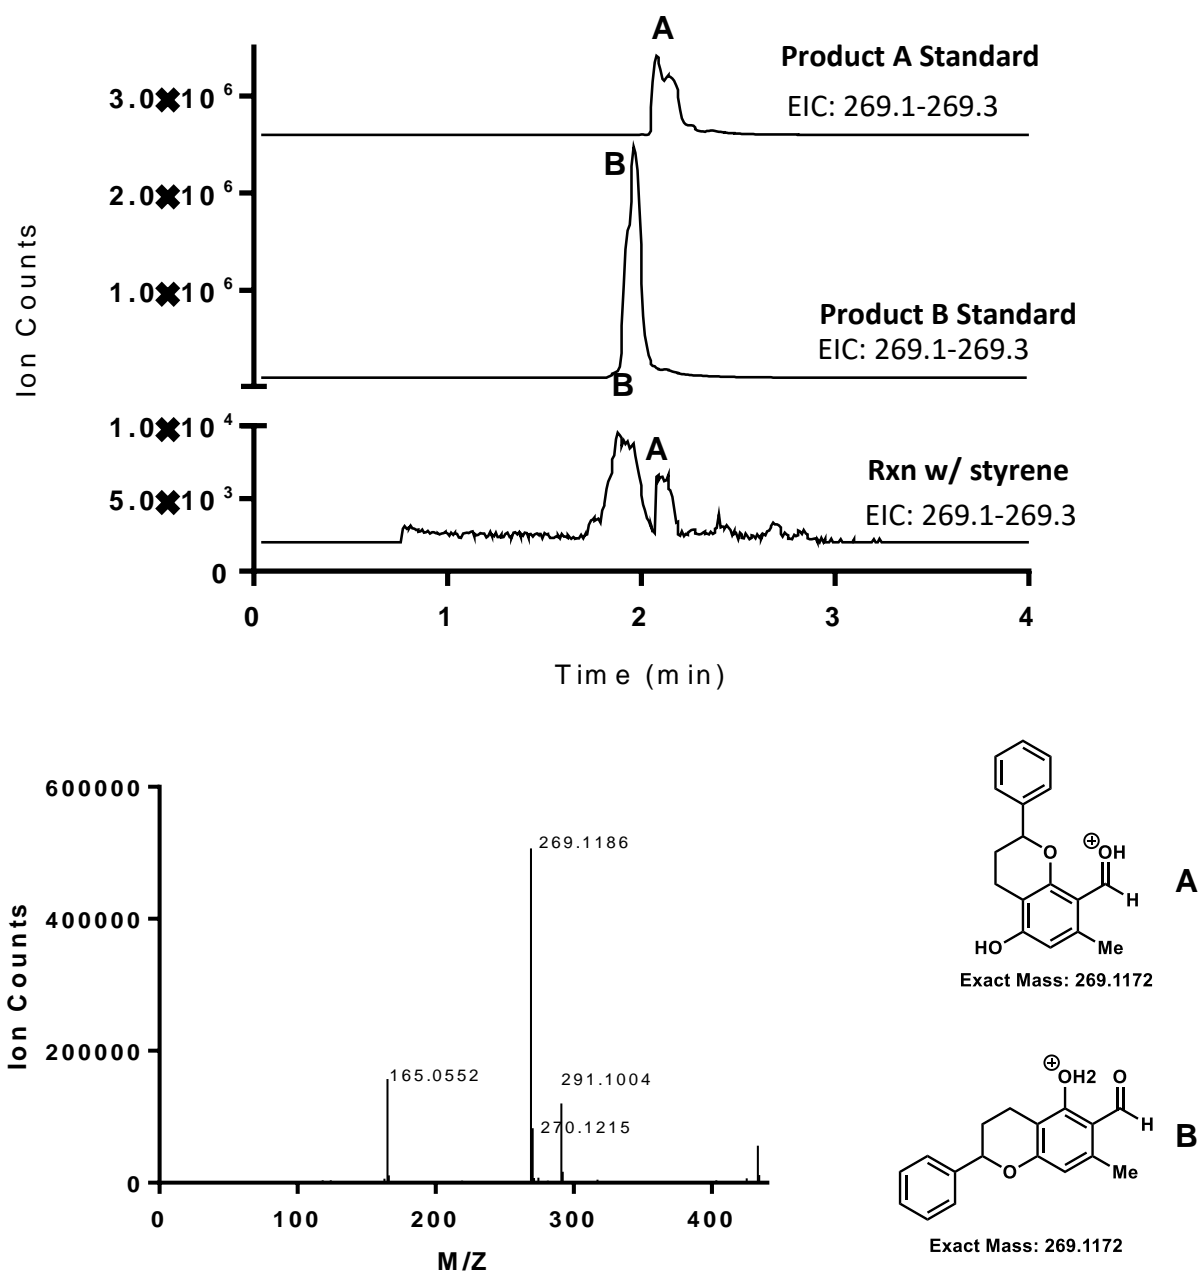 A
Product A Standard
EIC: 269.1-269.3
3.0✖10 6
B
2.0✖10 6
1.0✖10 6
Product B Standard
EIC: 269.1-269.3
Ion Counts
B
1.0✖10 4
A
Rxn w/ styrene
5.0✖10 3
EIC: 269.1-269.3
0
0 1 2 3 4
Time (min)
600000
269.1186
400000
Ion Counts
200000
165.0552
291.1004
270.1215
0
0 100 200 300 400
M/Z
O
⊕
OH
H
A
HO
Me
Exact Mass: 269.1172
⊕
OH2
O
H
B
O
Me
Exact Mass: 269.1172